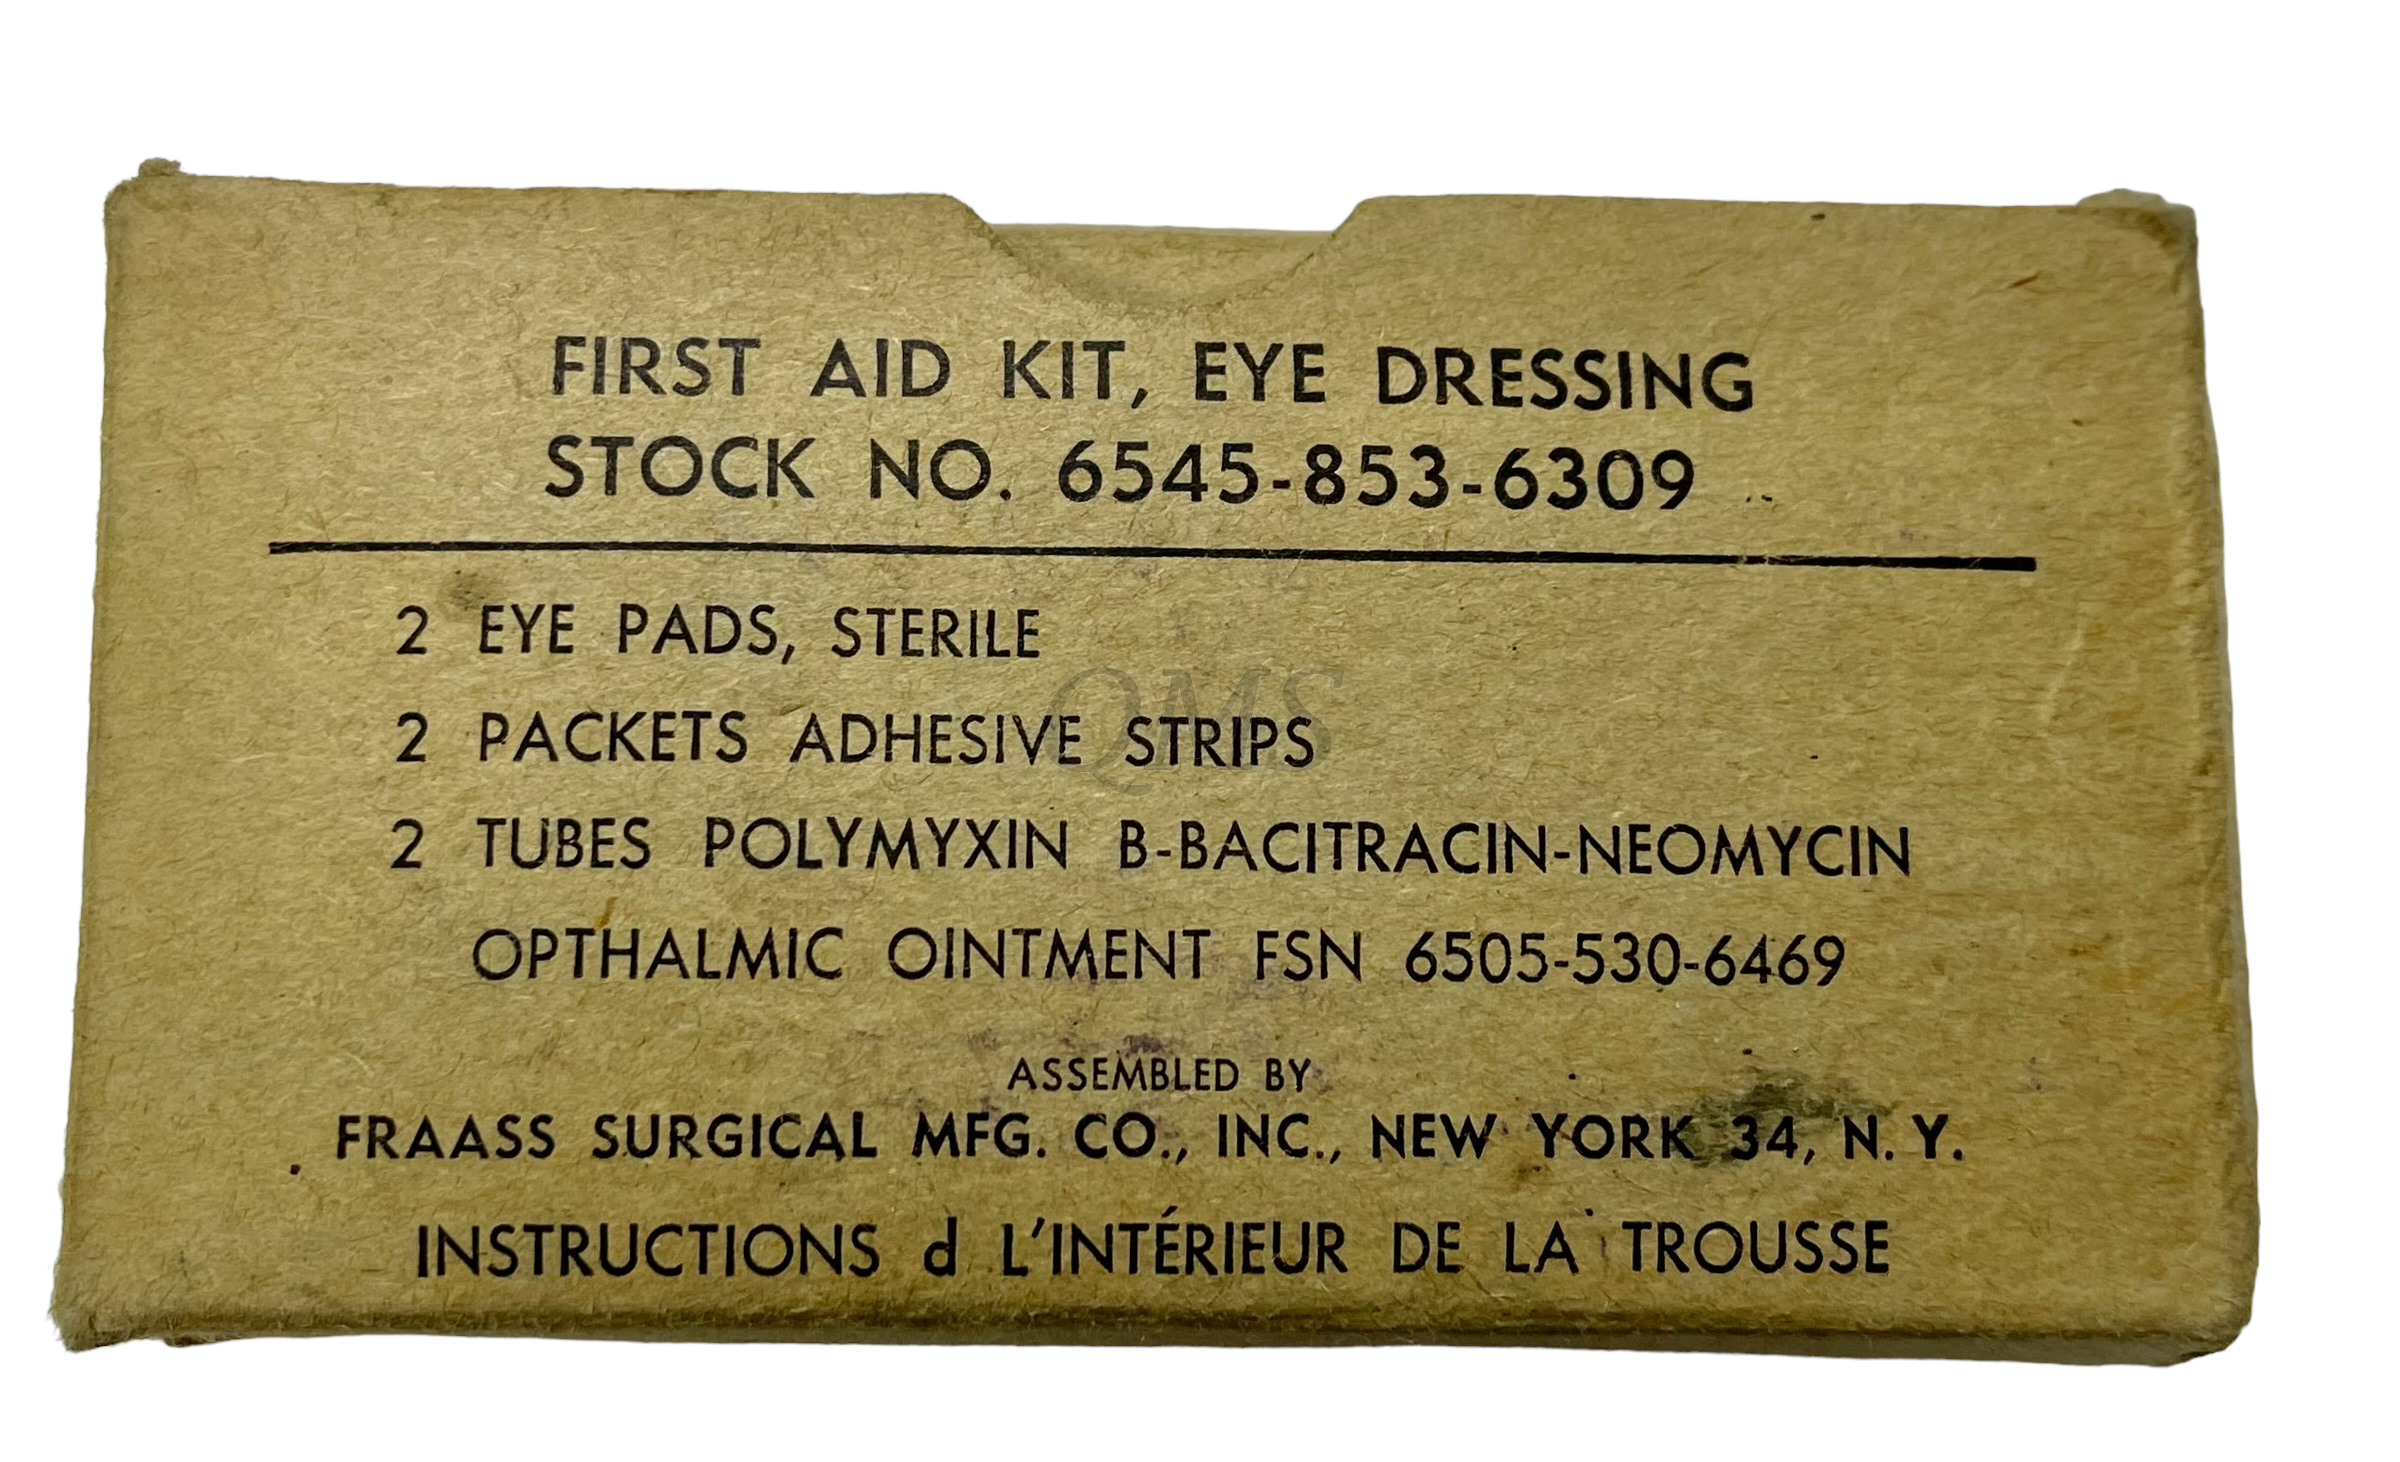 FIRST AID KIT, EYE DRESSING
STOCK NO. 6545-853-6309
2 EYE PADS, STERILE
2 PACKETS ADHESIVE STRIPS
QMS
2 TUBES POLYMYXIN B-BACITRACIN-NEOMYCIN
OPTHALMIC OINTMENT FSN 6505-530-6469
ASSEMBLED BY
FRAASS SURGICAL MFG. CO., INC., NEW YORK 34, N. Y.
INSTRUCTIONS d L'INTÉRIEUR DE LA TROUSSE